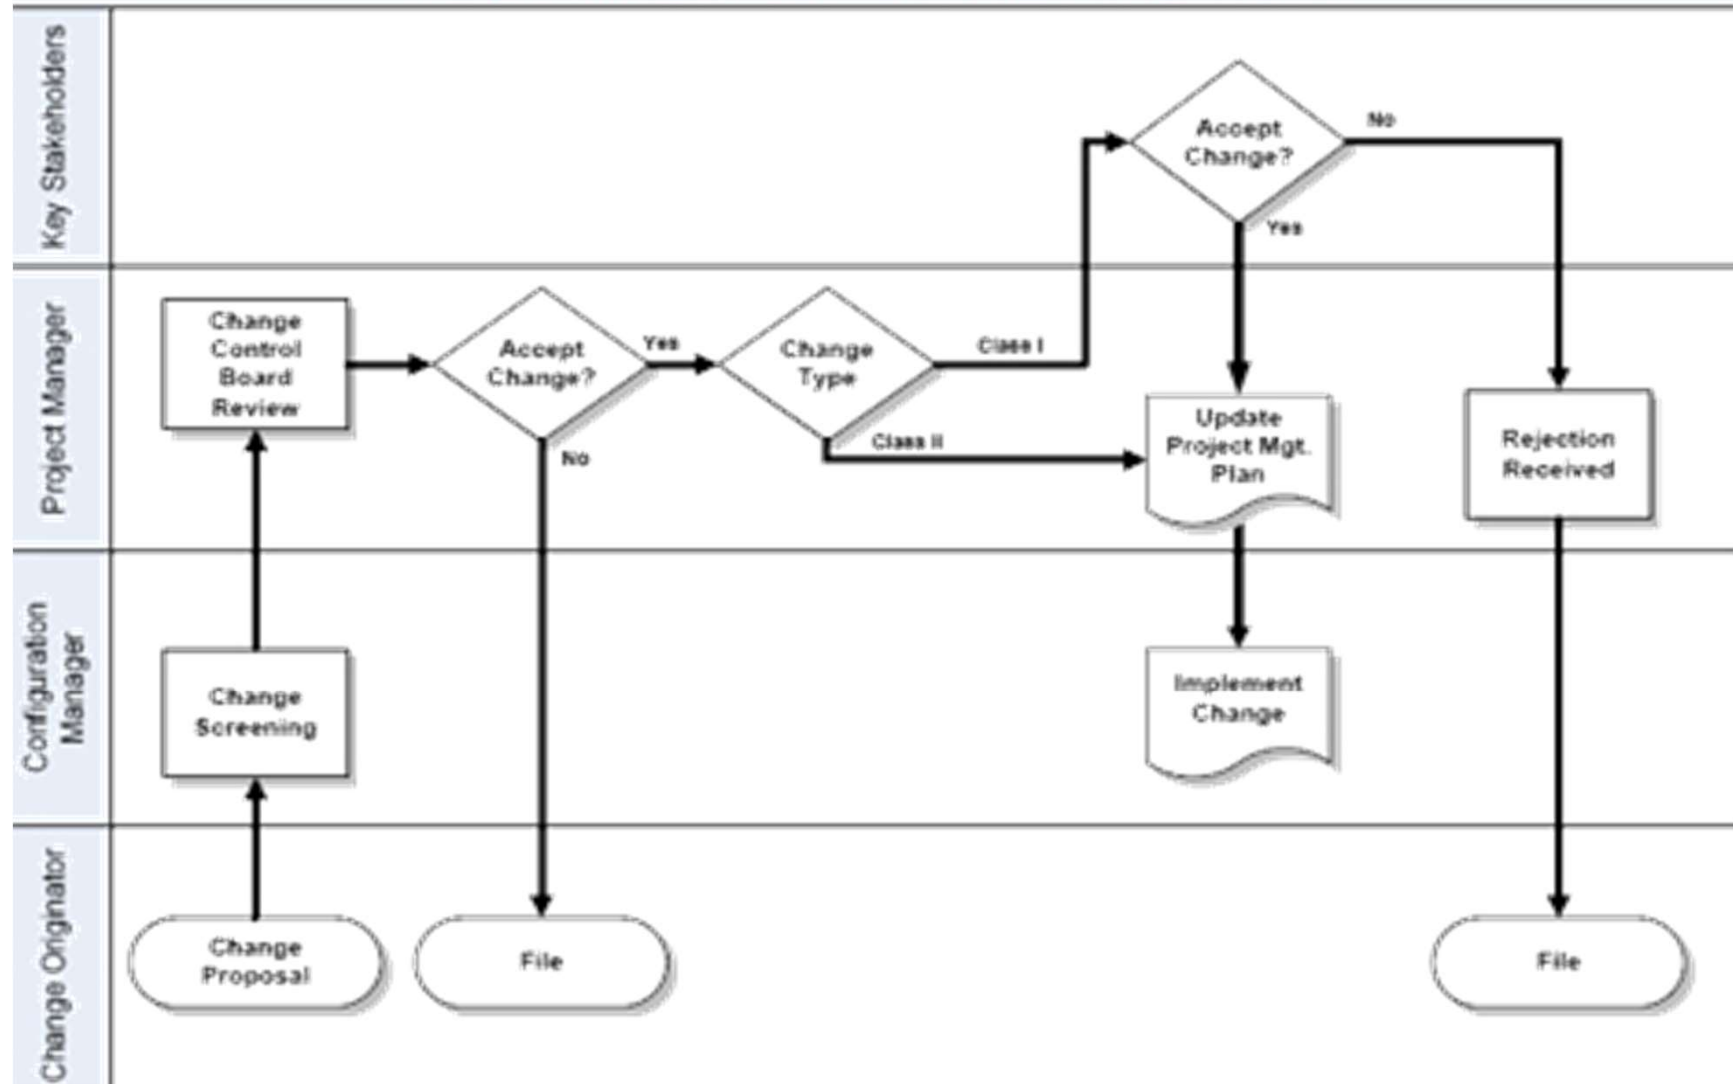 Key Stakeholders
Accept
Change?
No
Yes
Project Manager
Change
Control
Board
Review
Accept
Change?
Yes
No
Change
Type
Class I
Class II
Update
Project Mgt.
Plan
Rejection
Received
Configuration
Manager
Change
Screening
Implement
Change
Change Originator
Change
Proposal
File
File